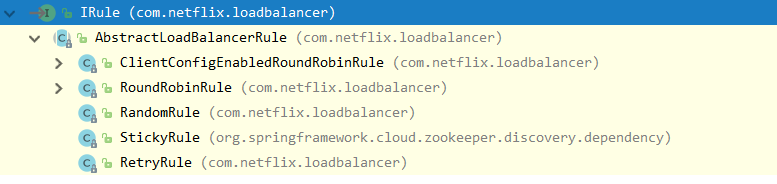 IRule (com.netflix.loadbalancer)
AbstractLoadBalancerRule (com.netflix.loadbalancer)
ClientConfigEnabledRoundRobinRule (com.netflix.loadbalancer)
RoundRobinRule (com.netflix.loadbalancer)
RandomRule (com.netflix.loadbalancer)
StickyRule (org.springframework.cloud.zookeeper.discovery.dependency)
RetryRule (com.netflix.loadbalancer)